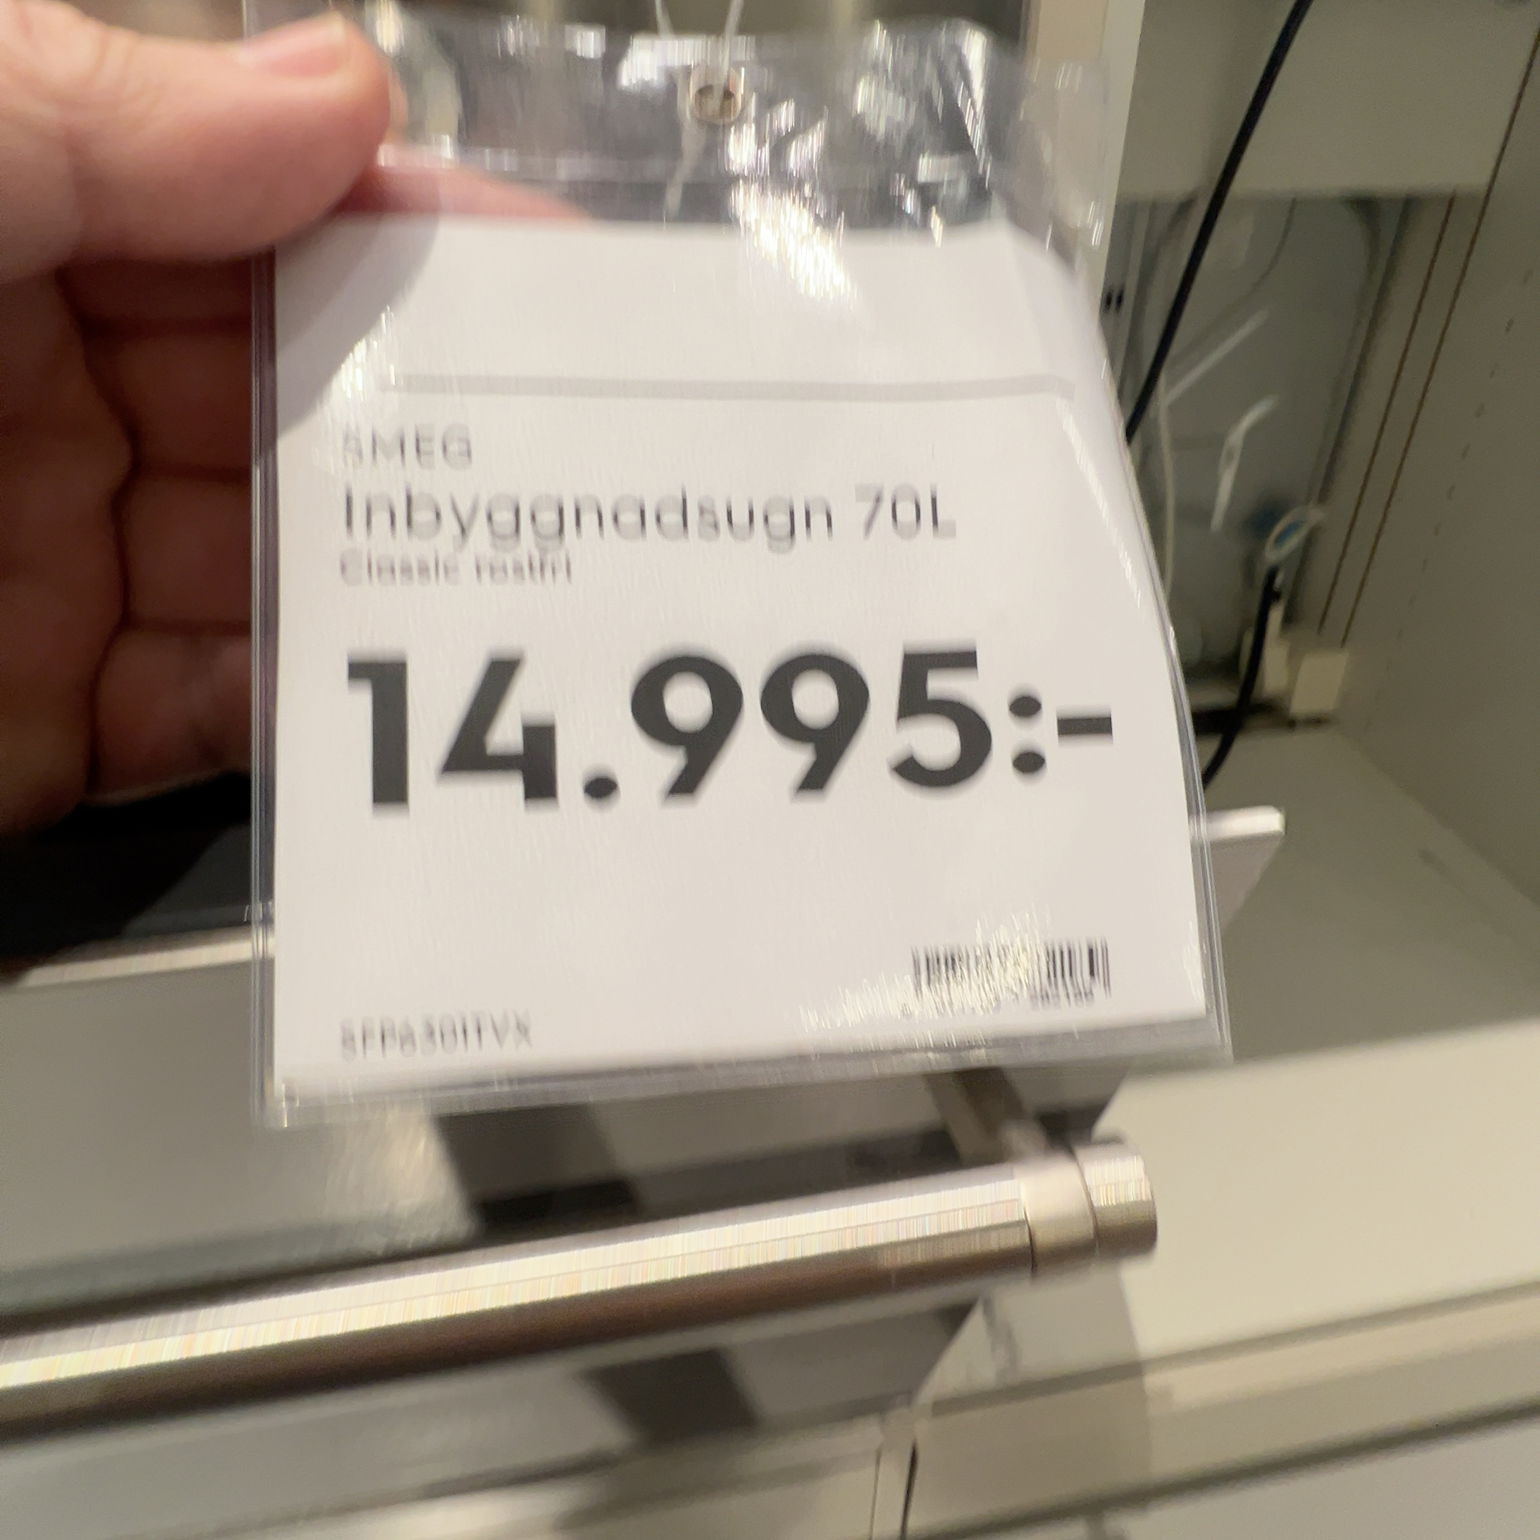 SMEG
Inbyggnadsugn 70L
Classic rostfri
14.995:-
SFP6301TVX